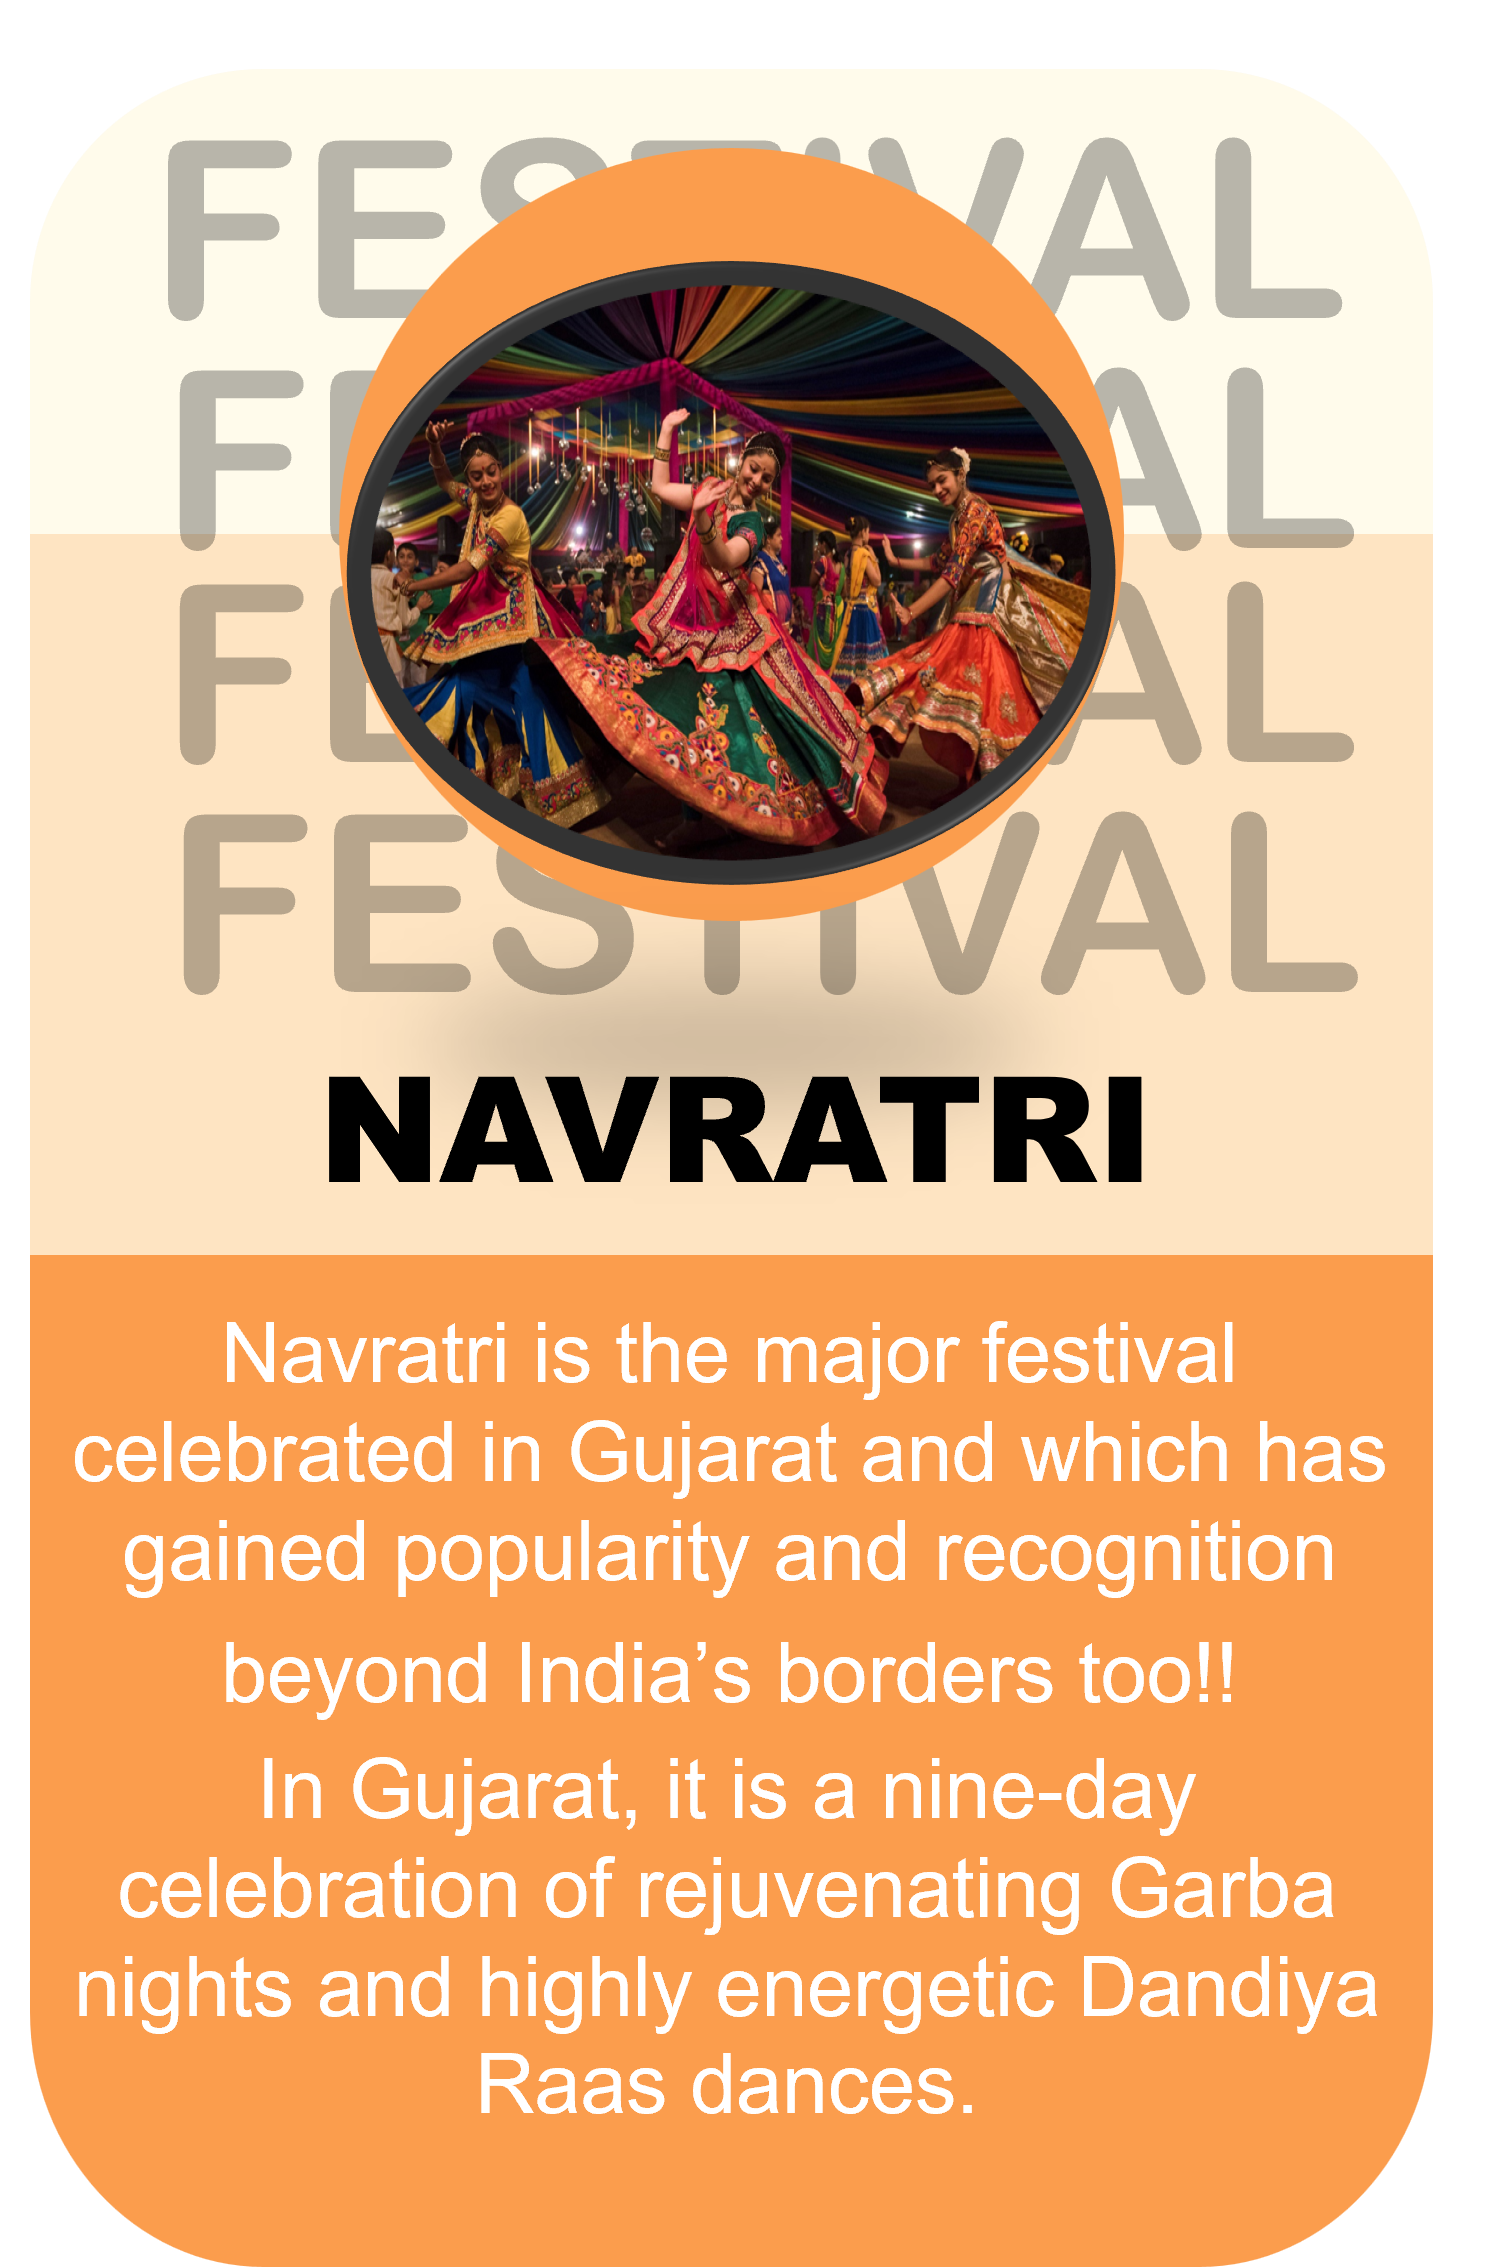 FESTIVAL
NAVRATRI
Navratri is the major festival
celebrated in Gujarat and which has
gained popularity and recognition
beyond India’s borders too!!
In Gujarat, it is a nine-day
celebration of rejuvenating Garba
nights and highly energetic Dandiya
Raas dances.